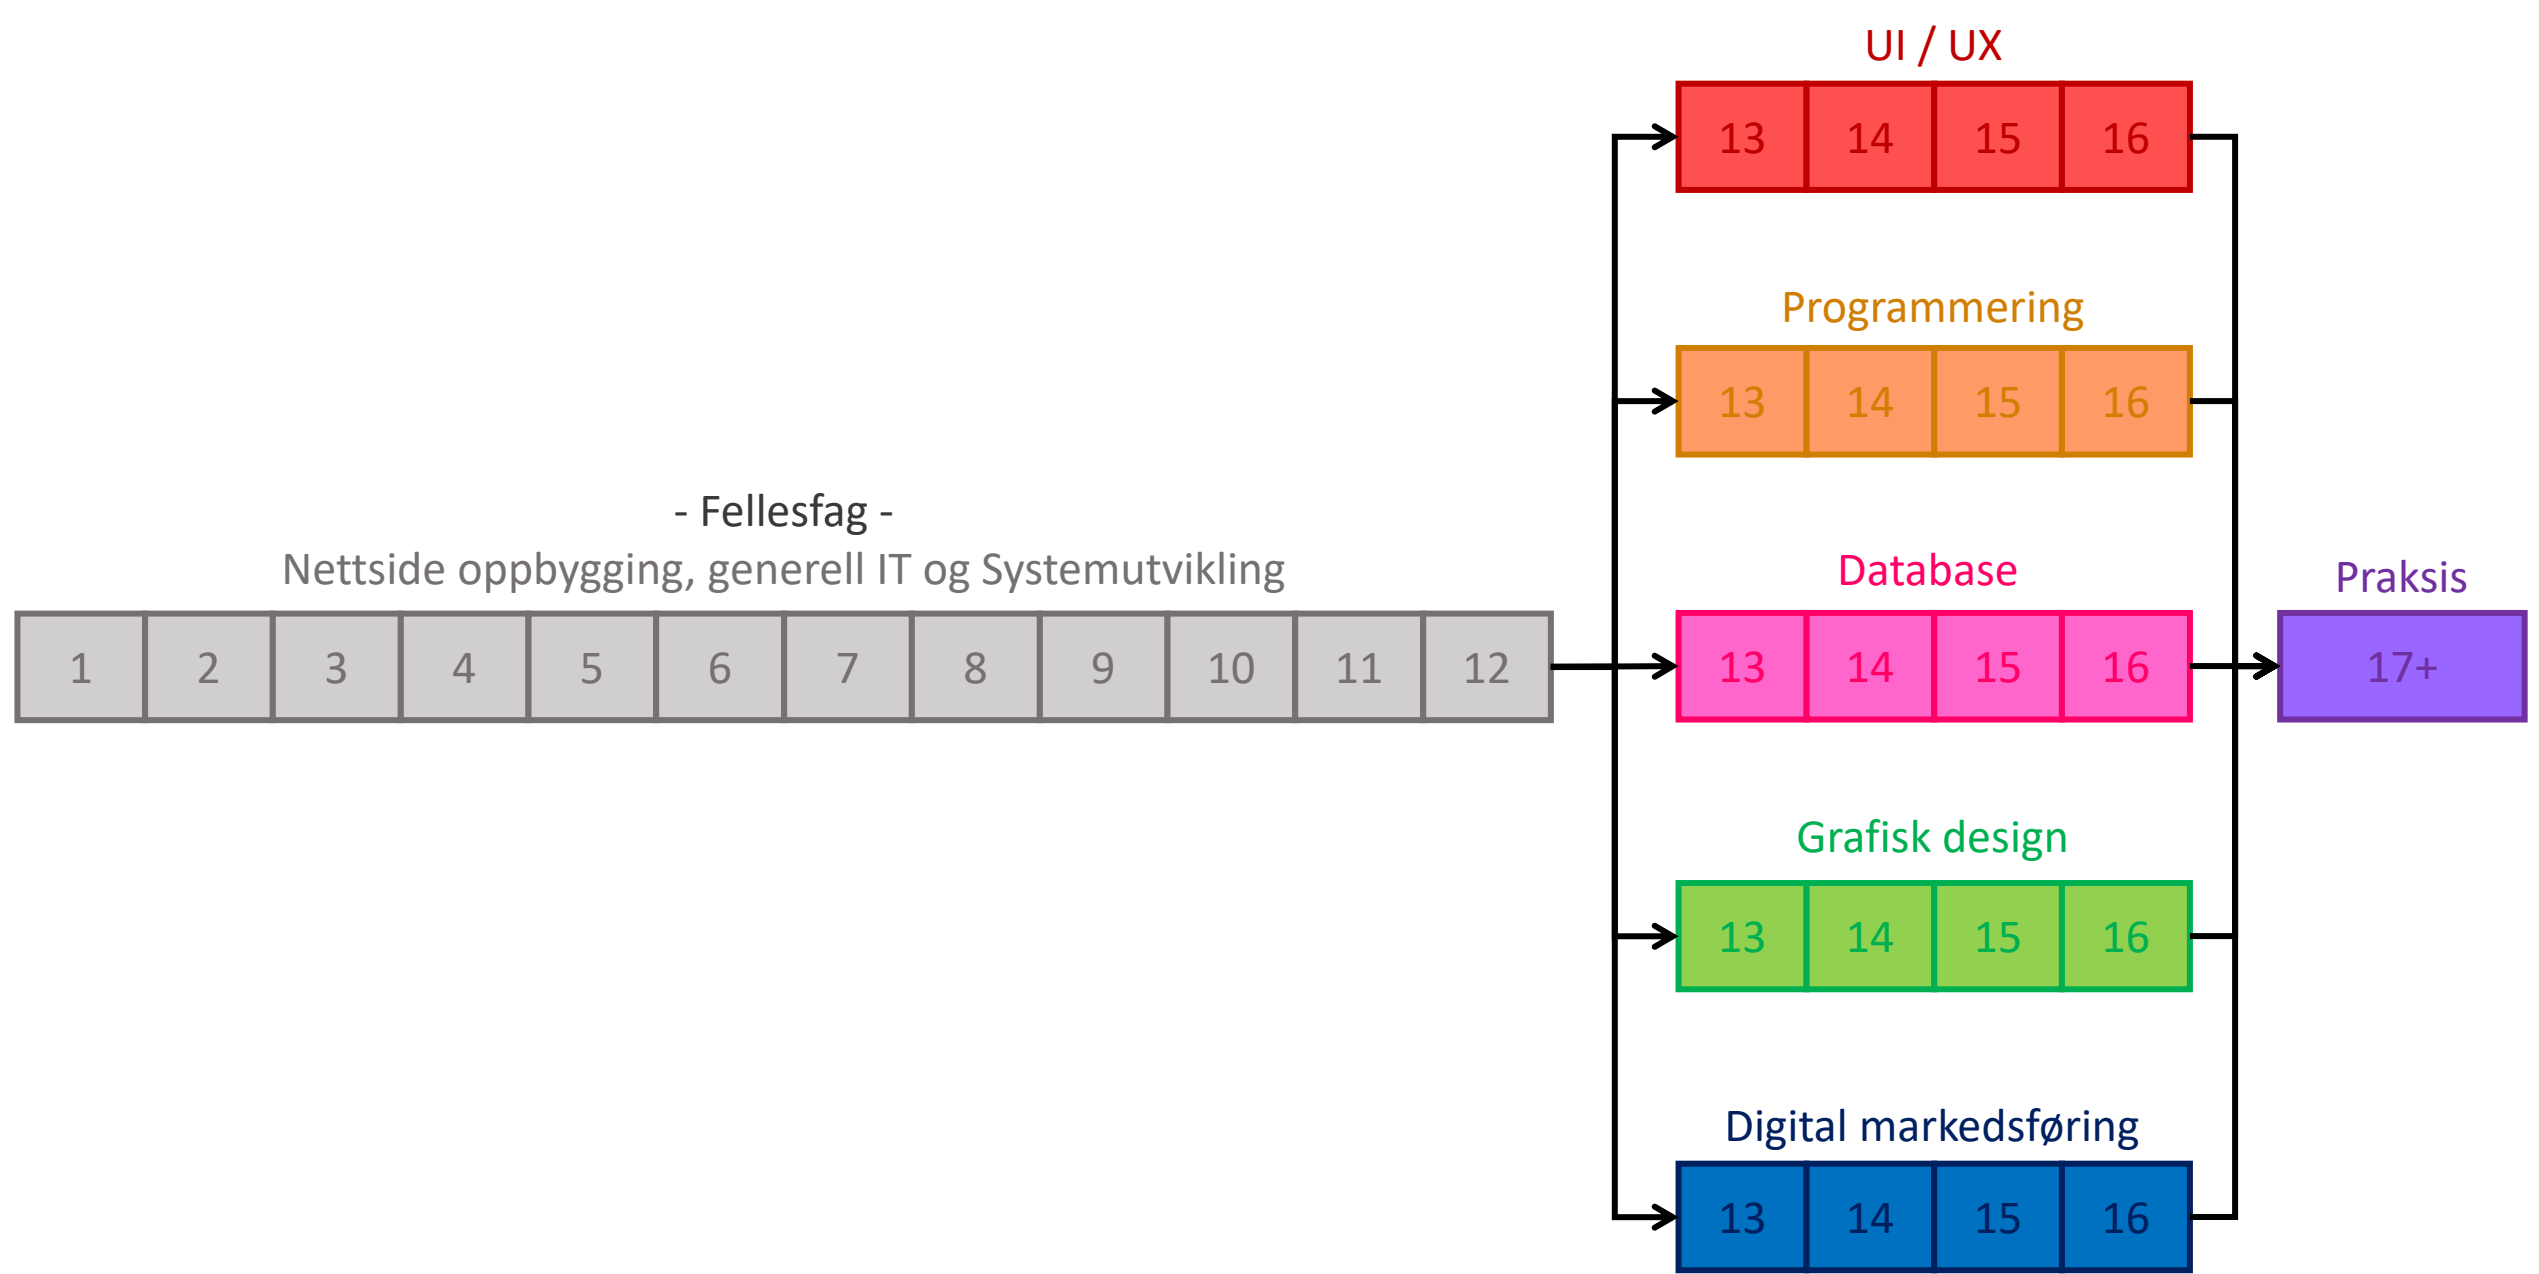 UI / UX
13 14 15 16
Programmering
13 14 15 16
- Fellesfag -
Nettside oppbygging, generell IT og Systemutvikling
1 2 3 4 5 6 7 8 9 10 11 12
Database
13 14 15 16
Praksis
17+
Grafisk design
13 14 15 16
Digital markedsføring
13 14 15 16